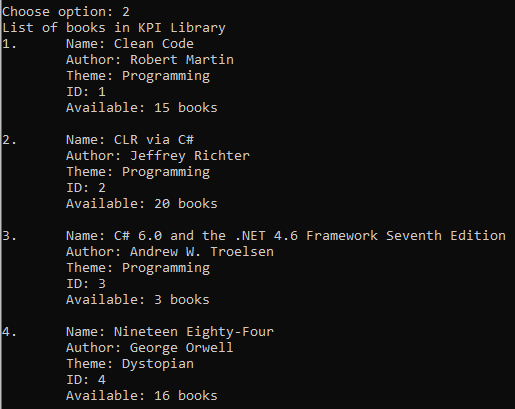 Choose option: 2
List of books in KPI Library
1. Name: Clean Code
Author: Robert Martin
Theme: Programming
ID: 1
Available: 15 books
2. Name: CLR via C#
Author: Jeffrey Richter
Theme: Programming
ID: 2
Available: 20 books
3. Name: C# 6.0 and the .NET 4.6 Framework Seventh Edition
Author: Andrew W. Troelsen
Theme: Programming
ID: 3
Available: 3 books
4. Name: Nineteen Eighty-Four
Author: George Orwell
Theme: Dystopian
ID: 4
Available: 16 books